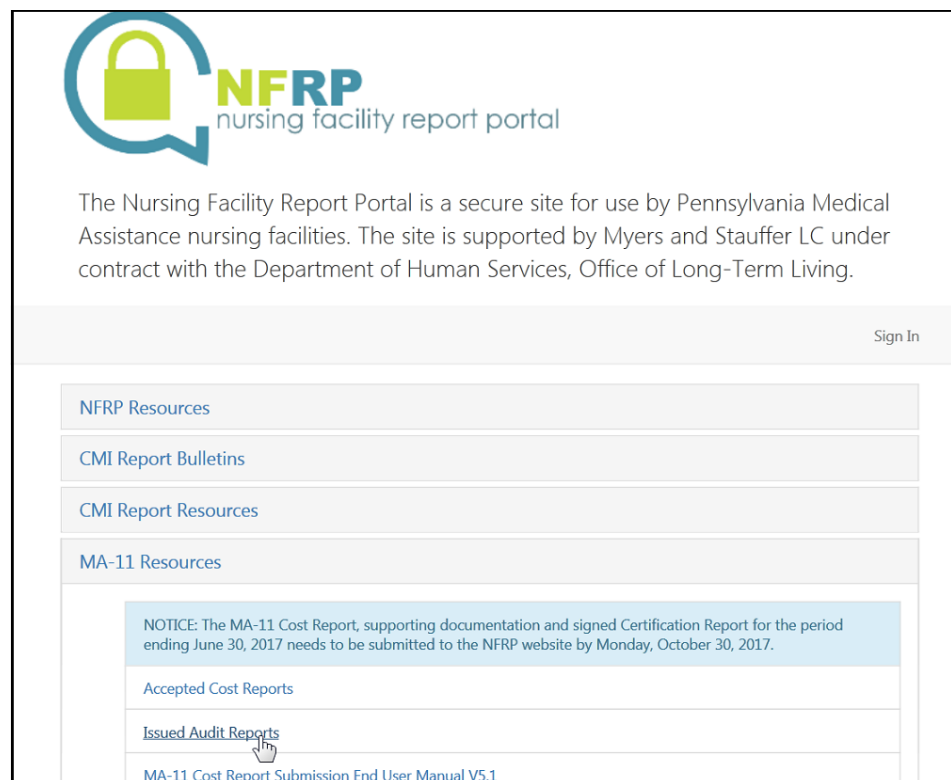 NFRP
nursing facility report portal
The Nursing Facility Report Portal is a secure site for use by Pennsylvania Medical
Assistance nursing facilities. The site is supported by Myers and Stauffer LC under
contract with the Department of Human Services, Office of Long-Term Living.
Sign In
NFRP Resources
CMI Report Bulletins
CMI Report Resources
MA-11 Resources
NOTICE: The MA-11 Cost Report, supporting documentation and signed Certification Report for the period
ending June 30, 2017 needs to be submitted to the NFRP website by Monday, October 30, 2017.
Accepted Cost Reports
Issued Audit Reports
MA-11 Cost Report Submission End User Manual V5.1